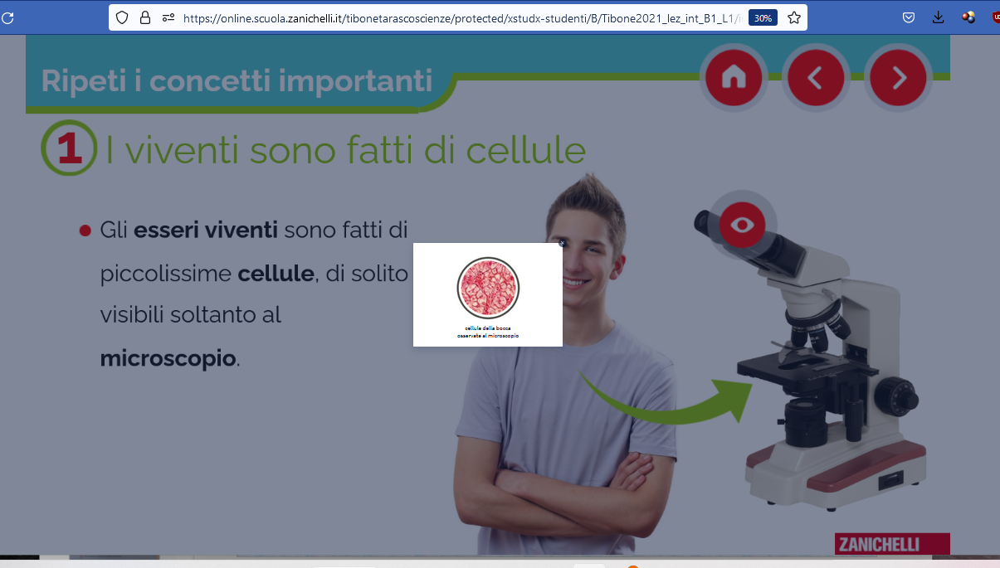 https://online.scuola.zanichelli.it/tibonetarascoscienze/protected/xstudx-studenti/B/Tibone2021_lez_int_B1_L1/i
30%
Ripeti i concetti importanti
1 I viventi sono fatti di cellule
Gli esseri viventi sono fatti di
piccolissime cellule, di solito
visibili soltanto al
microscopio.
cellule della bocca
osservate al microscopio
ZANICHELLI